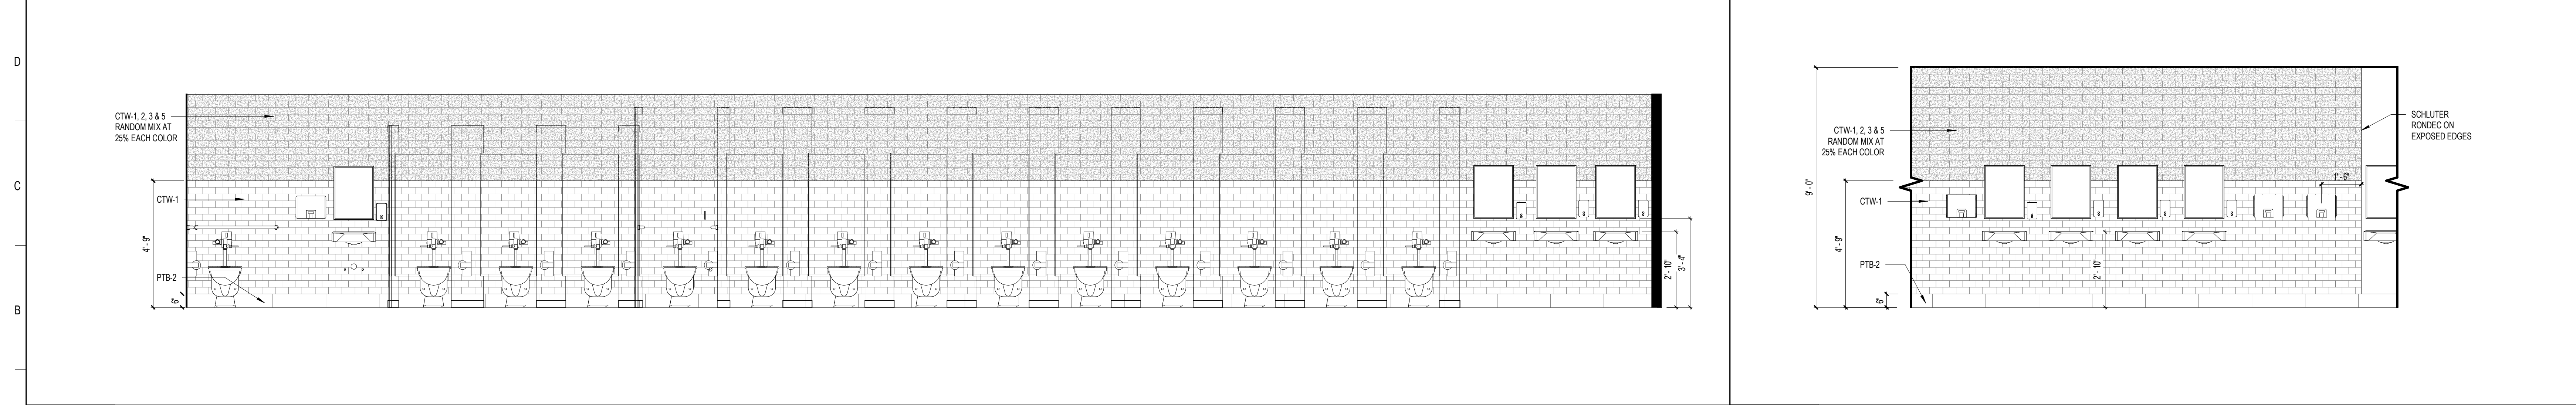 D
C
B
CTW-1, 2, 3 & 5
RANDOM MIX AT
25% EACH COLOR
CTW-1
4' - 9"
PTB-2
6"
2' - 10"
3' - 4"
9' - 0"
CTW-1, 2, 3 & 5
RANDOM MIX AT
25% EACH COLOR
CTW-1
4' - 9"
PTB-2
6"
2' - 10"
1' - 6"
SCHLUTER
RONDEC ON
EXPOSED EDGES